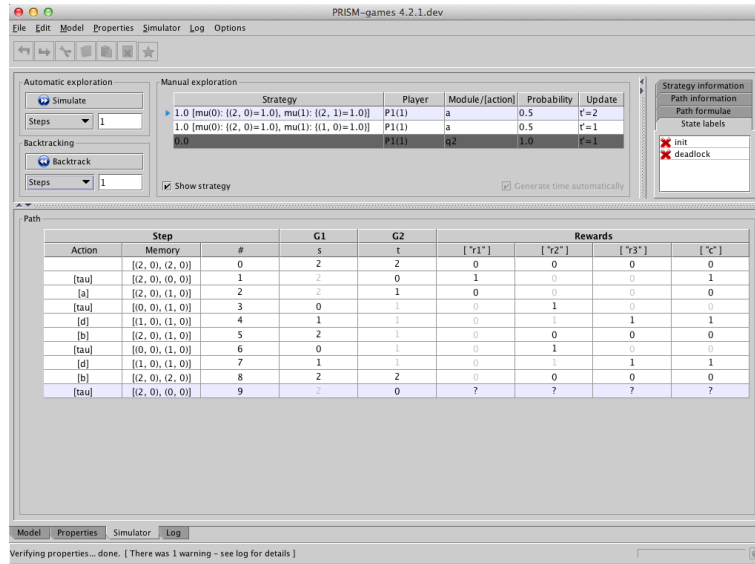 PRISM-games 4.2.1.dev
File Edit Model Properties Simulator Log Options
Automatic exploration
Simulate
Steps 1
Backtracking
Backtrack
Steps 1
Manual exploration
Strategy Player Module/[action] Probability Update
1.0 [mu(0): {(2, 0)=1.0}, mu(1): {(2, 1)=1.0}] P1(1) a 0.5 t'=2
1.0 [mu(0): {(2, 0)=1.0}, mu(1): {(1, 0)=1.0}] P1(1) a 0.5 t'=1
0.0 P1(1) q2 1.0 t'=1
Show strategy Generate time automatically
Strategy information
Path information
Path formulae
State labels
init
deadlock
Path
Step G1 G2 Rewards
Action Memory # s t [ "r1" ] [ "r2" ] [ "r3" ] [ "c" ]
[(2, 0), (2, 0)] 0 2 2 0 0 0 0
[tau] [(2, 0), (0, 0)] 1 2 0 1 0 0 1
[a] [(2, 0), (1, 0)] 2 2 1 0 0 0 0
[tau] [(0, 0), (1, 0)] 3 0 1 0 1 0 0
[d] [(1, 0), (1, 0)] 4 1 1 0 1 1 1
[b] [(2, 0), (1, 0)] 5 2 1 0 0 0 0
[tau] [(0, 0), (1, 0)] 6 0 1 0 1 0 0
[d] [(1, 0), (1, 0)] 7 1 1 0 1 1 1
[b] [(2, 0), (2, 0)] 8 2 2 0 0 0 0
[tau] [(2, 0), (0, 0)] 9 2 0 ? ? ? ?
Model Properties Simulator Log
Verifying properties... done. [ There was 1 warning – see log for details ]